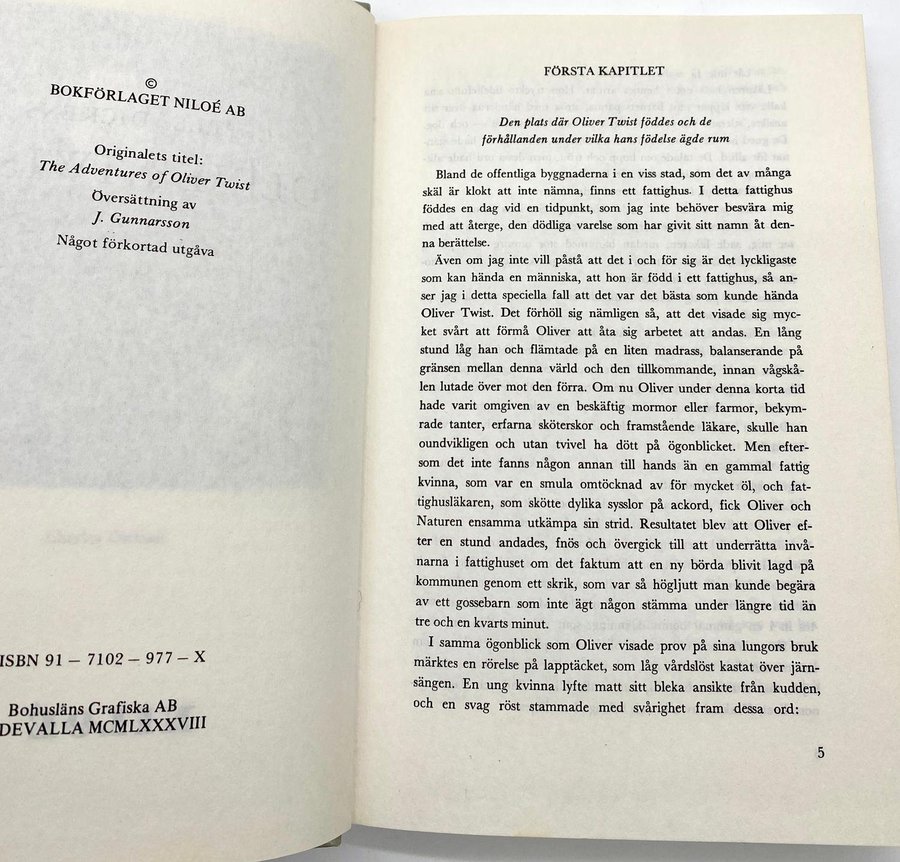 ©
BOKFÖRLAGET NILOÉ AB
Originalets titel:
The Adventures of Oliver Twist
Översättning av
J. Gunnarsson
Något förkortad utgåva
ISBN 91 – 7102 – 977 – X
Bohusläns Grafiska AB
DEVALLA MCMLXXXVIII
FÖRSTA KAPITLET
Den plats där Oliver Twist föddes och de
förhållanden under vilka hans födelse ägde rum
Bland de offentliga byggnaderna i en viss stad, som det av många
skäl är klokt att inte nämna, finns ett fattighus. I detta fattighus
föddes en dag vid en tidpunkt, som jag inte behöver besvära mig
med att återge, den dödliga varelse som har givit sitt namn åt den-
na berättelse.
Även om jag inte vill påstå att det i och för sig är det lyckligaste
som kan hända en människa, att hon är född i ett fattighus, så an-
ser jag i detta speciella fall att det var det bästa som kunde hända
Oliver Twist. Det förhöll sig nämligen så, att det visade sig myc-
ket svårt att förmå Oliver att åta sig arbetet att andas. En lång
stund låg han och flämtade på en liten madrass, balanserande på
gränsen mellan denna värld och den tillkommande, innan vågskå-
len lutade över mot den förra. Om nu Oliver under denna korta tid
hade varit omgiven av en beskäftig mormor eller farmor, bekym-
rade tanter, erfarna sköterskor och framstående läkare, skulle han
oundvikligen och utan tvivel ha dött på ögonblicket. Men efter-
som det inte fanns någon annan till hands än en gammal fattig
kvinna, som var en smula omtöcknad av för mycket öl, och fat-
tighusläkaren, som skötte dylika sysslor på ackord, fick Oliver och
Naturen ensamma utkämpa sin strid. Resultatet blev att Oliver ef-
ter en stund andades, fnös och övergick till att underrätta invå-
narna i fattighuset om det faktum att en ny börda blivit lagd på
kommunen genom ett skrik, som var så högljutt man kunde begära
av ett gossebarn som inte ägt någon stämma under längre tid än
tre och en kvarts minut.
I samma ögonblick som Oliver visade prov på sina lungors bruk
märktes en rörelse på lapptäcket, som låg vårdslöst kastat över järn-
sängen. En ung kvinna lyfte matt sitt bleka ansikte från kudden,
och en svag röst stammade med svårighet fram dessa ord:
5